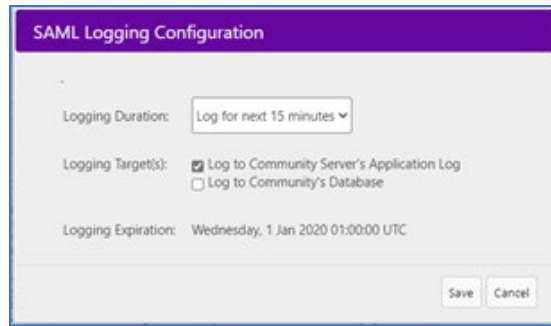 SAML Logging Configuration
Logging Duration: Log for next 15 minutes
Logging Target(s): Log to Community Server's Application Log
Log to Community's Database
Logging Expiration: Wednesday, 1 Jan 2020 01:00:00 UTC
Save Cancel